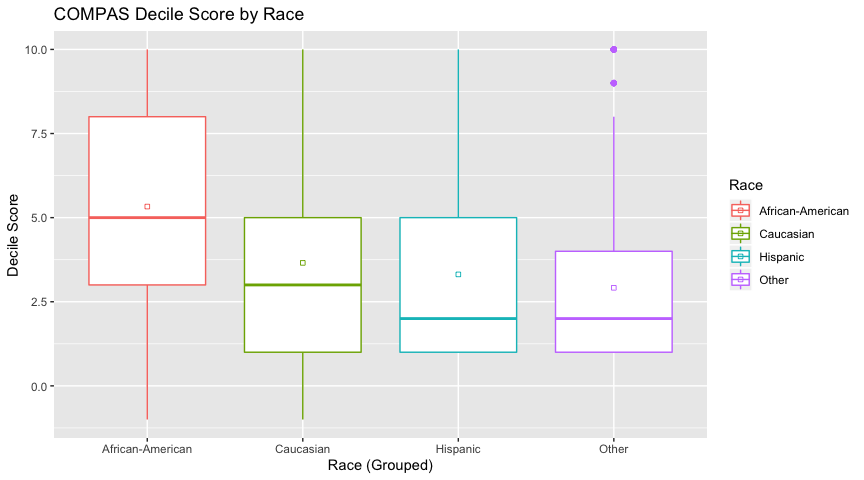 COMPAS Decile Score by Race
10.0
7.5
5.0
2.5
0.0
Decile Score
African-American
Caucasian
Hispanic
Other
Race (Grouped)
Race
African-American
Caucasian
Hispanic
Other